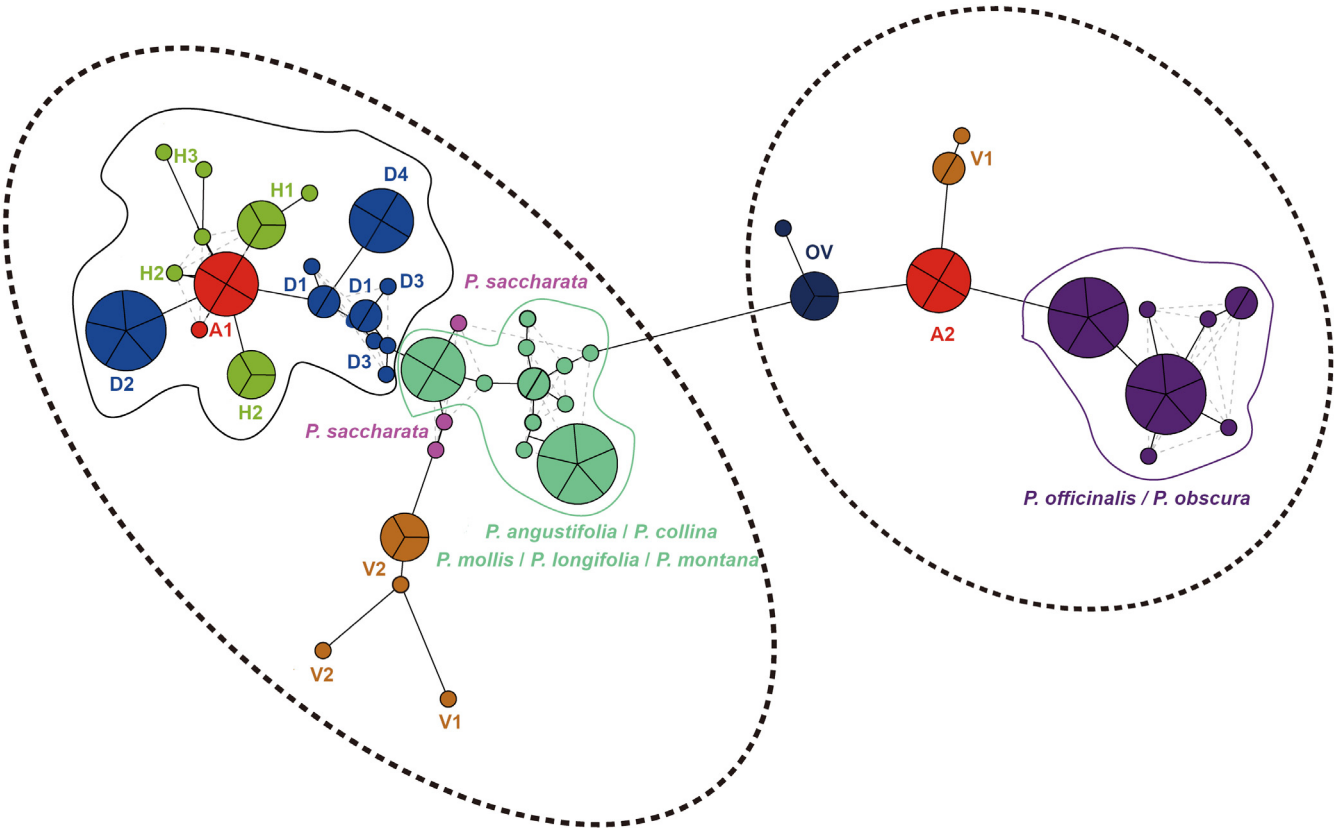 H3
H1
D4
H2
D1
D1
D3
A1
D2
D3
H2
P. saccharata
P. saccharata
P. angustifolia / P. collina
P. mollis / P. longifolia / P. montana
V2
V2
V1
V1
OV
A2
P. officinalis / P. obscura